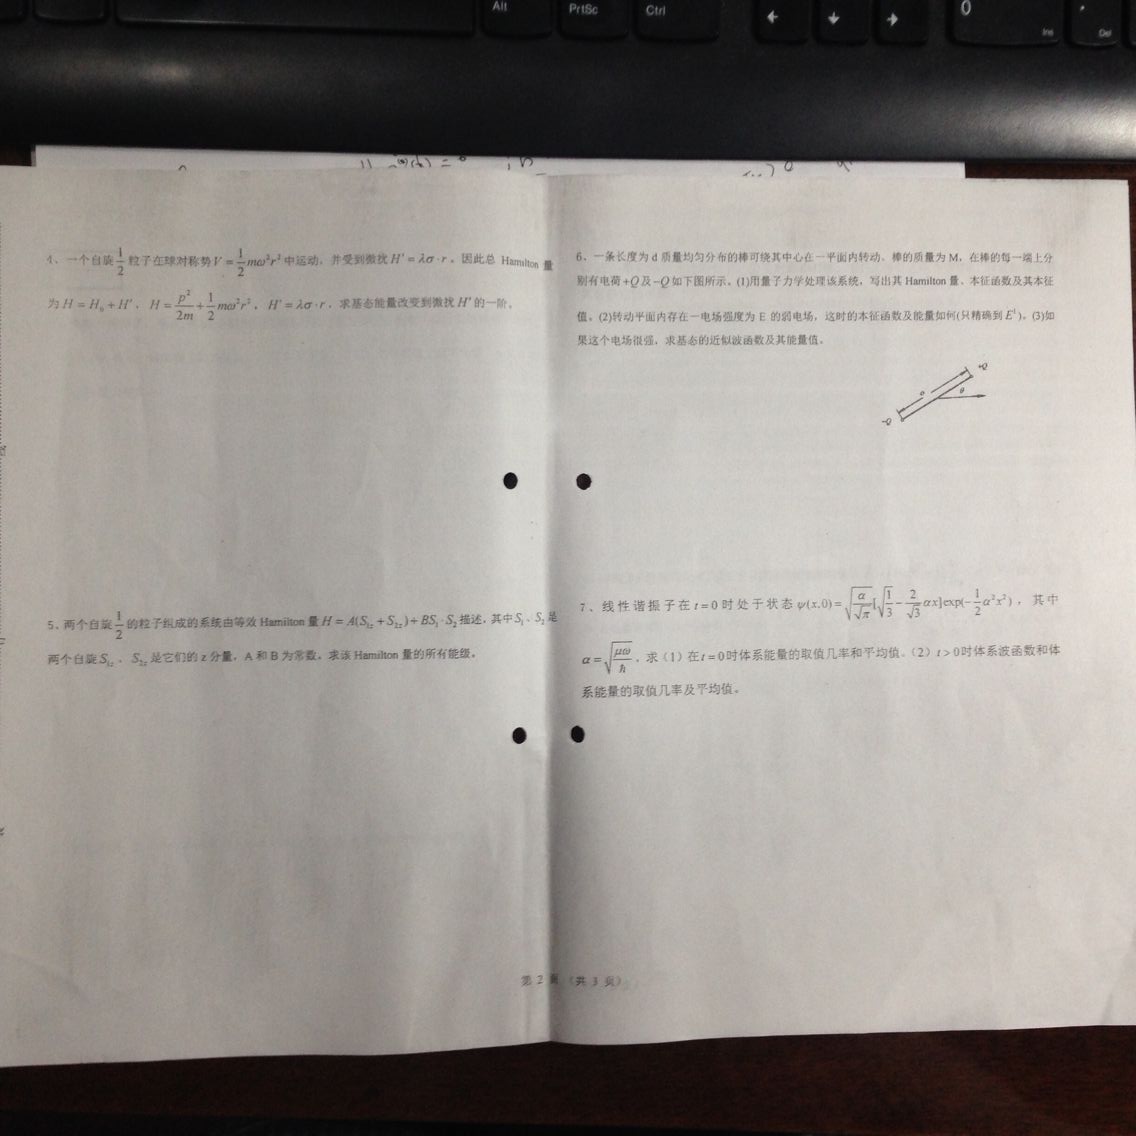 Alt
PrtSc
Ctrl
0
Ins
Del
4、一个自旋$\frac{1}{2}$粒子在球对称势$V=\frac{1}{2}m\omega^2r^2$中运动，并受到微扰$H'=\lambda\sigma\cdot r$，因此总 Hamilton 量
为$H=H_0+H'$，$H=\frac{p^2}{2m}+\frac{1}{2}m\omega^2r^2$，$H'=\lambda\sigma\cdot r$，求基态能量改变到微扰$H'$的一阶。
5、两个自旋$\frac{1}{2}$的粒子组成的系统由等效 Hamilton 量$H=A(S_{1z}+S_{2z})+BS_1\cdot S_2$描述，其中$S_1$、$S_2$是
两个自旋$S_{1z}$、$S_{2z}$是它们的 z 分量，A 和 B 为常数。求该 Hamilton 量的所有能级。
6、一条长度为 d 质量均匀分布的棒可绕其中心在一平面内转动、棒的质量为 M，在棒的每一端上分
别有电荷+Q及−Q如下图所示、(1)用量子力学处理该系统，写出其 Hamilton 量、本征函数及其本征
值。(2)转动平面内存在一电场强度为 E 的弱电场，这时的本征函数及能量如何(只精确到$E^1$)。(3)如
果这个电场很强，求基态的近似波函数及其能量值。
θ
7、线性谐振子在$t=0$时处于状态$\psi(x,0)=\sqrt{\frac{\alpha}{\sqrt{\pi}}}[\sqrt{\frac{1}{3}}-\frac{2}{\sqrt{3}}\alpha x]\exp(-\frac{1}{2}\alpha^2x^2)$，其中
$\alpha=\sqrt{\frac{\mu\omega}{\hbar}}$，求（1）在$t=0$时体系能量的取值几率和平均值。（2）$t>0$时体系波函数和体
系能量的取值几率及平均值。
第 2 页（共 3 页）